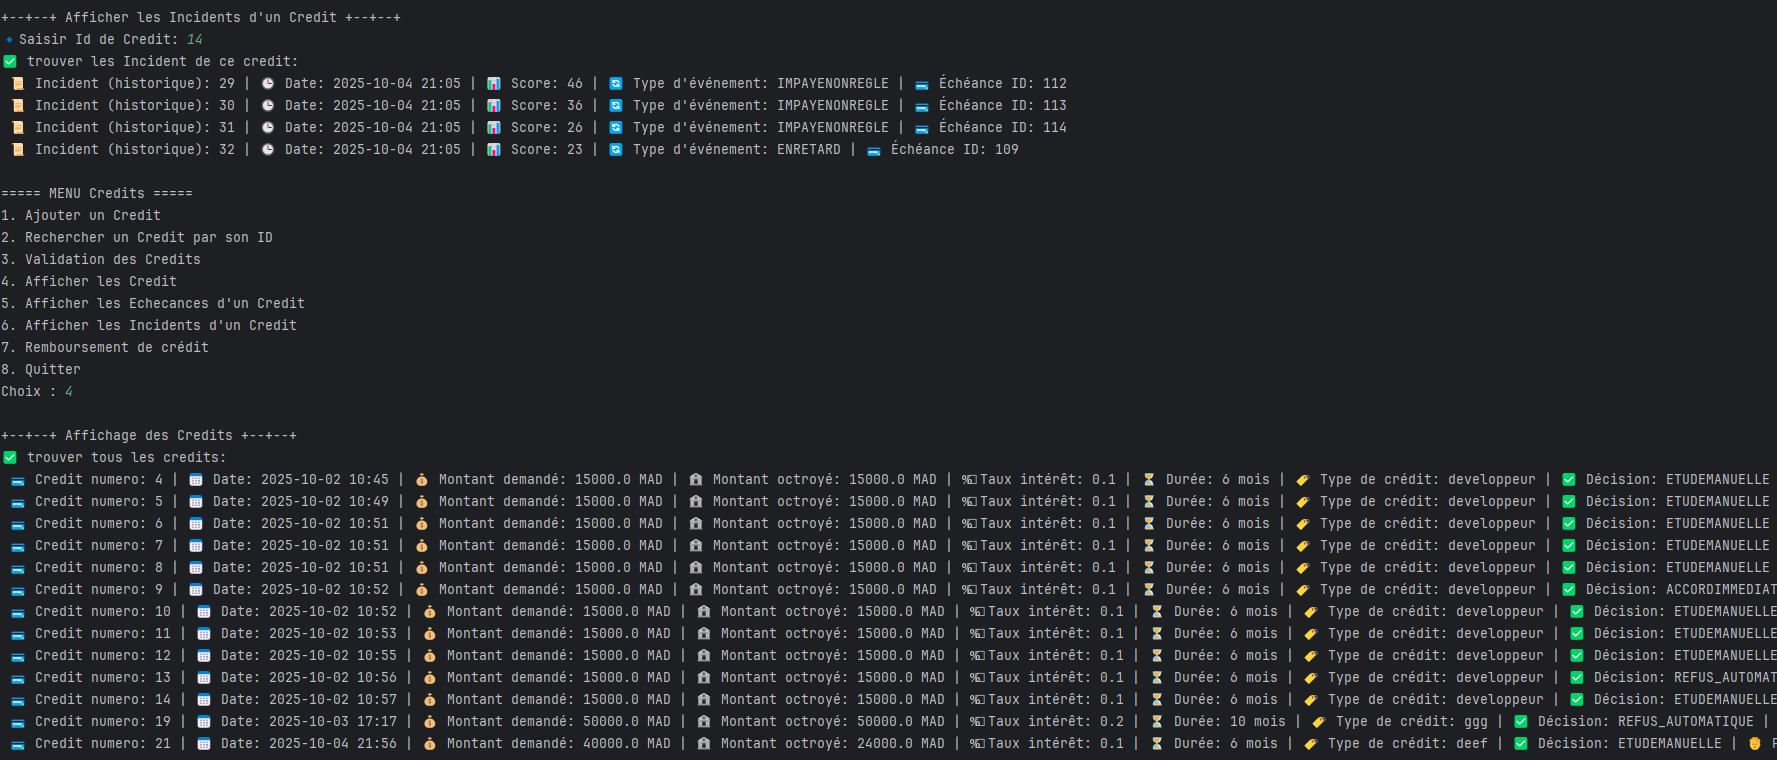 +--+--+ Afficher les Incidents d'un Credit +--+--+
🔹Saisir Id de Credit: 14
✅ trouver les Incident de ce credit:
📜 Incident (historique): 29 | 🕒 Date: 2025-10-04 21:05 | 📊 Score: 46 | 🔄 Type d'événement: IMPAYENONREGLE | 💳 Échéance ID: 112
📜 Incident (historique): 30 | 🕒 Date: 2025-10-04 21:05 | 📊 Score: 36 | 🔄 Type d'événement: IMPAYENONREGLE | 💳 Échéance ID: 113
📜 Incident (historique): 31 | 🕒 Date: 2025-10-04 21:05 | 📊 Score: 26 | 🔄 Type d'événement: IMPAYENONREGLE | 💳 Échéance ID: 114
📜 Incident (historique): 32 | 🕒 Date: 2025-10-04 21:05 | 📊 Score: 23 | 🔄 Type d'événement: ENRETARD | 💳 Échéance ID: 109
===== MENU Credits =====
1. Ajouter un Credit
2. Rechercher un Credit par son ID
3. Validation des Credits
4. Afficher les Credit
5. Afficher les Echecances d'un Credit
6. Afficher les Incidents d'un Credit
7. Remboursement de crédit
8. Quitter
Choix : 4
+--+--+ Affichage des Credits +--+--+
✅ trouver tous les credits:
💳 Credit numero: 4 | 📅 Date: 2025-10-02 10:45 | 💰 Montant demandé: 15000.0 MAD | 🏦 Montant octroyé: 15000.0 MAD | %Taux intérêt: 0.1 | ⏳ Durée: 6 mois | 🏷 Type de crédit: developpeur | ✅ Décision: ETUDEMANUELLE
💳 Credit numero: 5 | 📅 Date: 2025-10-02 10:49 | 💰 Montant demandé: 15000.0 MAD | 🏦 Montant octroyé: 15000.0 MAD | %Taux intérêt: 0.1 | ⏳ Durée: 6 mois | 🏷 Type de crédit: developpeur | ✅ Décision: ETUDEMANUELLE
💳 Credit numero: 6 | 📅 Date: 2025-10-02 10:51 | 💰 Montant demandé: 15000.0 MAD | 🏦 Montant octroyé: 15000.0 MAD | %Taux intérêt: 0.1 | ⏳ Durée: 6 mois | 🏷 Type de crédit: developpeur | ✅ Décision: ETUDEMANUELLE
💳 Credit numero: 7 | 📅 Date: 2025-10-02 10:51 | 💰 Montant demandé: 15000.0 MAD | 🏦 Montant octroyé: 15000.0 MAD | %Taux intérêt: 0.1 | ⏳ Durée: 6 mois | 🏷 Type de crédit: developpeur | ✅ Décision: ETUDEMANUELLE
💳 Credit numero: 8 | 📅 Date: 2025-10-02 10:51 | 💰 Montant demandé: 15000.0 MAD | 🏦 Montant octroyé: 15000.0 MAD | %Taux intérêt: 0.1 | ⏳ Durée: 6 mois | 🏷 Type de crédit: developpeur | ✅ Décision: ETUDEMANUELLE
💳 Credit numero: 9 | 📅 Date: 2025-10-02 10:52 | 💰 Montant demandé: 15000.0 MAD | 🏦 Montant octroyé: 15000.0 MAD | %Taux intérêt: 0.1 | ⏳ Durée: 6 mois | 🏷 Type de crédit: developpeur | ✅ Décision: ACCORDIMMEDIAT
💳 Credit numero: 10 | 📅 Date: 2025-10-02 10:52 | 💰 Montant demandé: 15000.0 MAD | 🏦 Montant octroyé: 15000.0 MAD | %Taux intérêt: 0.1 | ⏳ Durée: 6 mois | 🏷 Type de crédit: developpeur | ✅ Décision: ETUDEMANUELLE
💳 Credit numero: 11 | 📅 Date: 2025-10-02 10:53 | 💰 Montant demandé: 15000.0 MAD | 🏦 Montant octroyé: 15000.0 MAD | %Taux intérêt: 0.1 | ⏳ Durée: 6 mois | 🏷 Type de crédit: developpeur | ✅ Décision: ETUDEMANUELLE
💳 Credit numero: 12 | 📅 Date: 2025-10-02 10:55 | 💰 Montant demandé: 15000.0 MAD | 🏦 Montant octroyé: 15000.0 MAD | %Taux intérêt: 0.1 | ⏳ Durée: 6 mois | 🏷 Type de crédit: developpeur | ✅ Décision: ETUDEMANUELLE
💳 Credit numero: 13 | 📅 Date: 2025-10-02 10:56 | 💰 Montant demandé: 15000.0 MAD | 🏦 Montant octroyé: 15000.0 MAD | %Taux intérêt: 0.1 | ⏳ Durée: 6 mois | 🏷 Type de crédit: developpeur | ✅ Décision: REFUS_AUTOMAT
💳 Credit numero: 14 | 📅 Date: 2025-10-02 10:57 | 💰 Montant demandé: 15000.0 MAD | 🏦 Montant octroyé: 15000.0 MAD | %Taux intérêt: 0.1 | ⏳ Durée: 6 mois | 🏷 Type de crédit: developpeur | ✅ Décision: ETUDEMANUELLE
💳 Credit numero: 19 | 📅 Date: 2025-10-03 17:17 | 💰 Montant demandé: 50000.0 MAD | 🏦 Montant octroyé: 50000.0 MAD | %Taux intérêt: 0.2 | ⏳ Durée: 10 mois | 🏷 Type de crédit: ggg | ✅ Décision: REFUS_AUTOMATIQUE |
💳 Credit numero: 21 | 📅 Date: 2025-10-04 21:56 | 💰 Montant demandé: 40000.0 MAD | 🏦 Montant octroyé: 24000.0 MAD | %Taux intérêt: 0.1 | ⏳ Durée: 6 mois | 🏷 Type de crédit: deef | ✅ Décision: ETUDEMANUELLE |